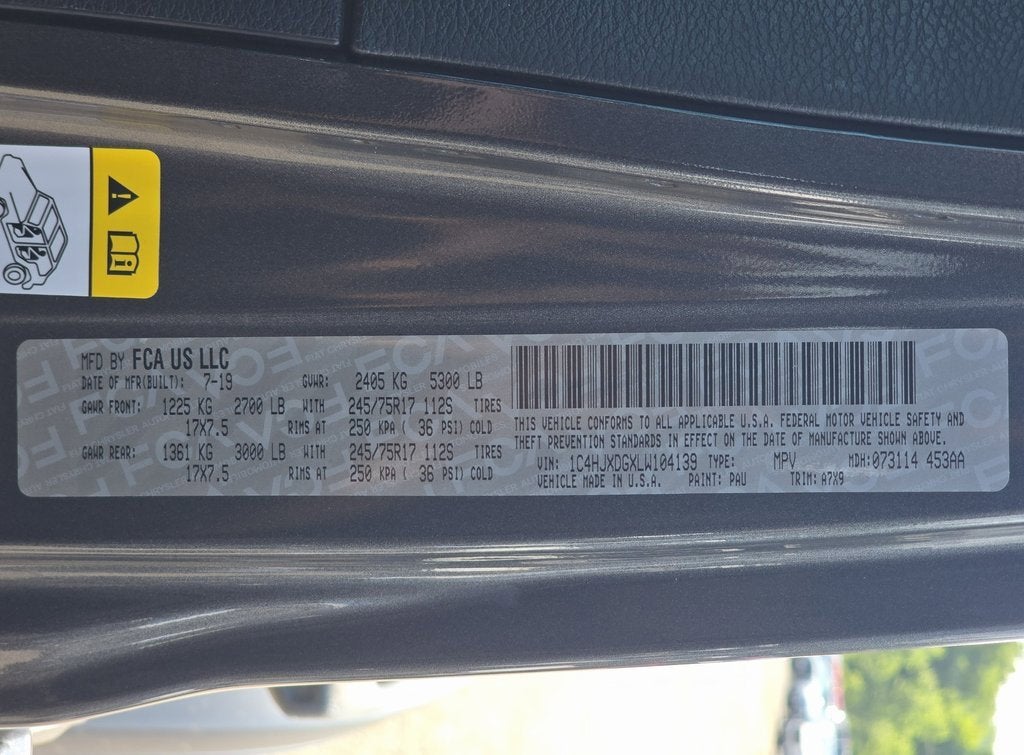 MFD BY FCA US LLC
DATE OF MFR(BUILT): 7-19 GVWR: 2405 KG 5300 LB
GAWR FRONT: 1225 KG 2700 LB WITH 245/75R17 112S TIRES
17X7.5 RIMS AT 250 KPA ( 36 PSI) COLD
GAWR REAR: 1361 KG 3000 LB WITH 245/75R17 112S TIRES
17X7.5 RIMS AT 250 KPA ( 36 PSI) COLD
THIS VEHICLE CONFORMS TO ALL APPLICABLE U.S.A. FEDERAL MOTOR VEHICLE SAFETY AND
THEFT PREVENTION STANDARDS IN EFFECT ON THE DATE OF MANUFACTURE SHOWN ABOVE.
VIN: 1C4HJXDGXLW104139 TYPE: MPV MDH:073114 453AA
VEHICLE MADE IN U.S.A. PAINT: PAU TRIM: A7X9